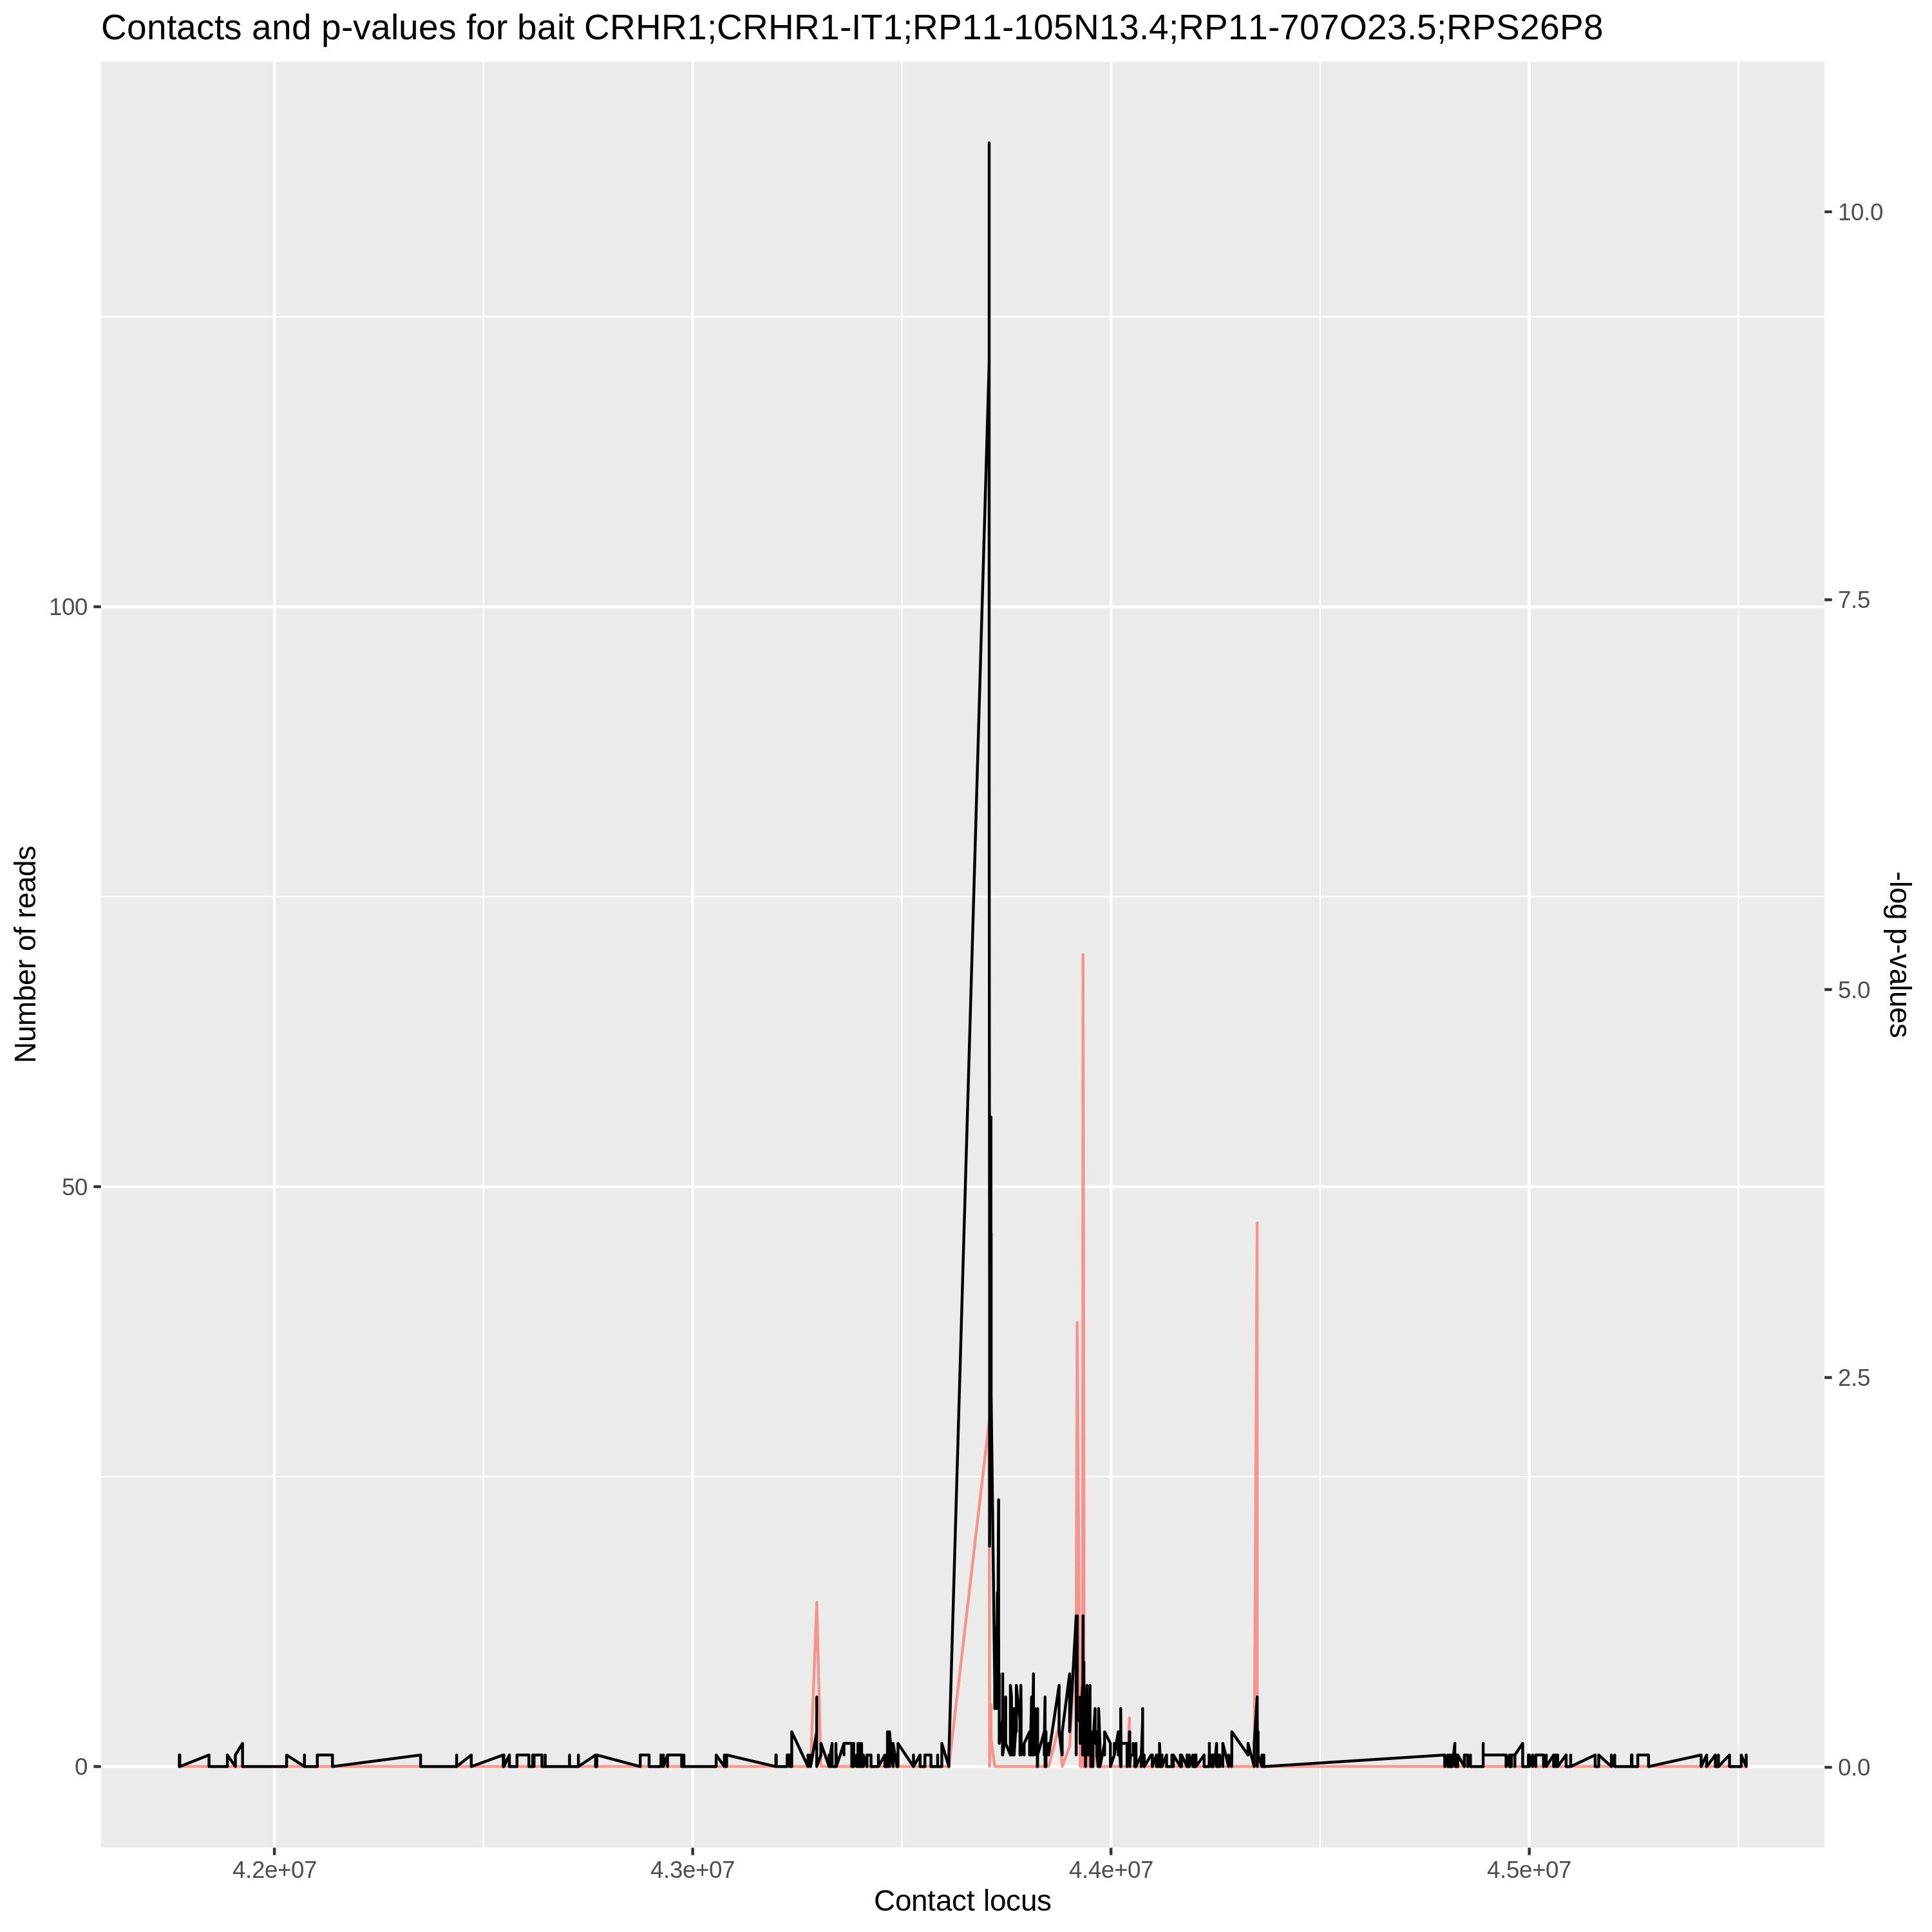 Contacts and p-values for bait CRHR1;CRHR1-IT1;RP11-105N13.4;RP11-707O23.5;RPS26P8
10.0
100
7.5
Number of reads
-log p-values
5.0
50
2.5
0
0.0
4.2e+07
4.3e+07
4.4e+07
4.5e+07
Contact locus